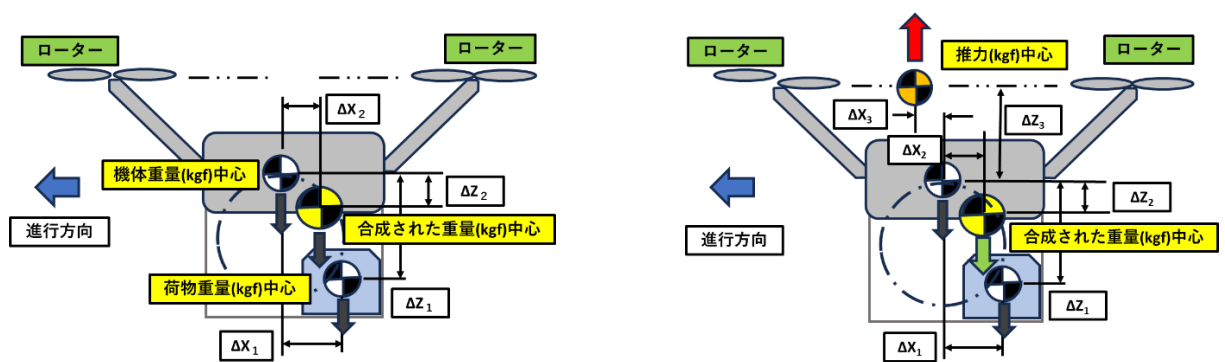 ローター
ローター
ΔX₂
機体重量(kgf)中心
ΔZ₂
進行方向
合成された重量(kgf)中心
荷物重量(kgf)中心
ΔZ₁
ΔX₁
ローター
推力(kgf)中心
ローター
ΔX₃
ΔZ₃
ΔX₂
ΔZ₂
進行方向
合成された重量(kgf)中心
ΔZ₁
ΔX₁